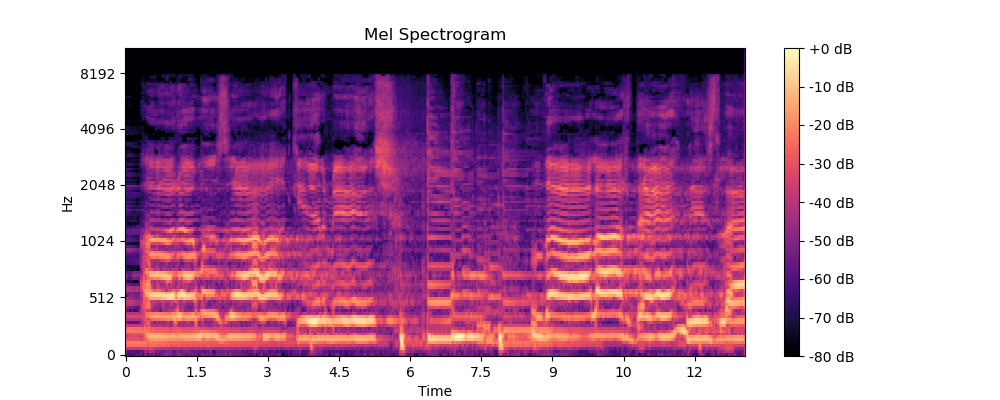 Mel Spectrogram
Hz
8192
4096
2048
1024
512
0
0 1.5 3 4.5 6 7.5 9 10 12
Time
+0 dB
-10 dB
-20 dB
-30 dB
-40 dB
-50 dB
-60 dB
-70 dB
-80 dB